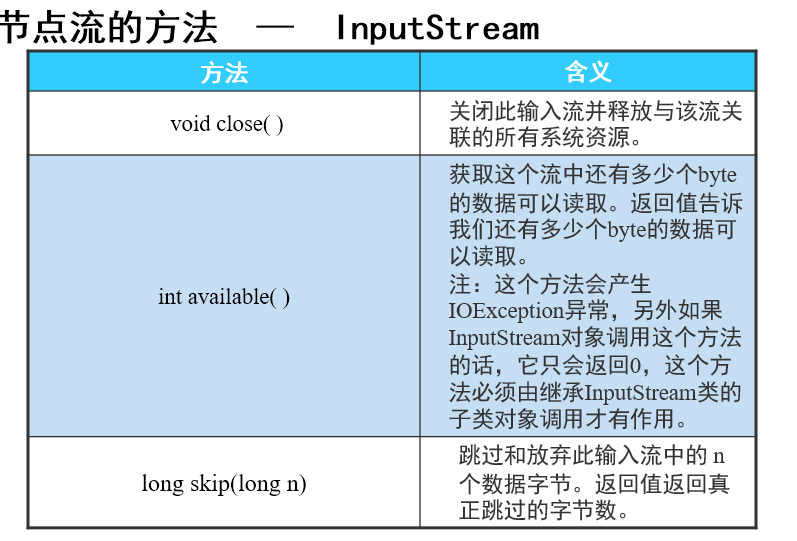 节点流的方法 — InputStream
方法
含义
void close( )
关闭此输入流并释放与该流关
联的所有系统资源。
int available( )
获取这个流中还有多少个byte
的数据可以读取。返回值告诉
我们还有多少个byte的数据可
以读取。
注：这个方法会产生
IOException异常，另外如果
InputStream对象调用这个方法
的话，它只会返回0，这个方
法必须由继承InputStream类的
子类对象调用才有作用。
long skip(long n)
跳过和放弃此输入流中的 n
个数据字节。返回值返回真
正跳过的字节数。